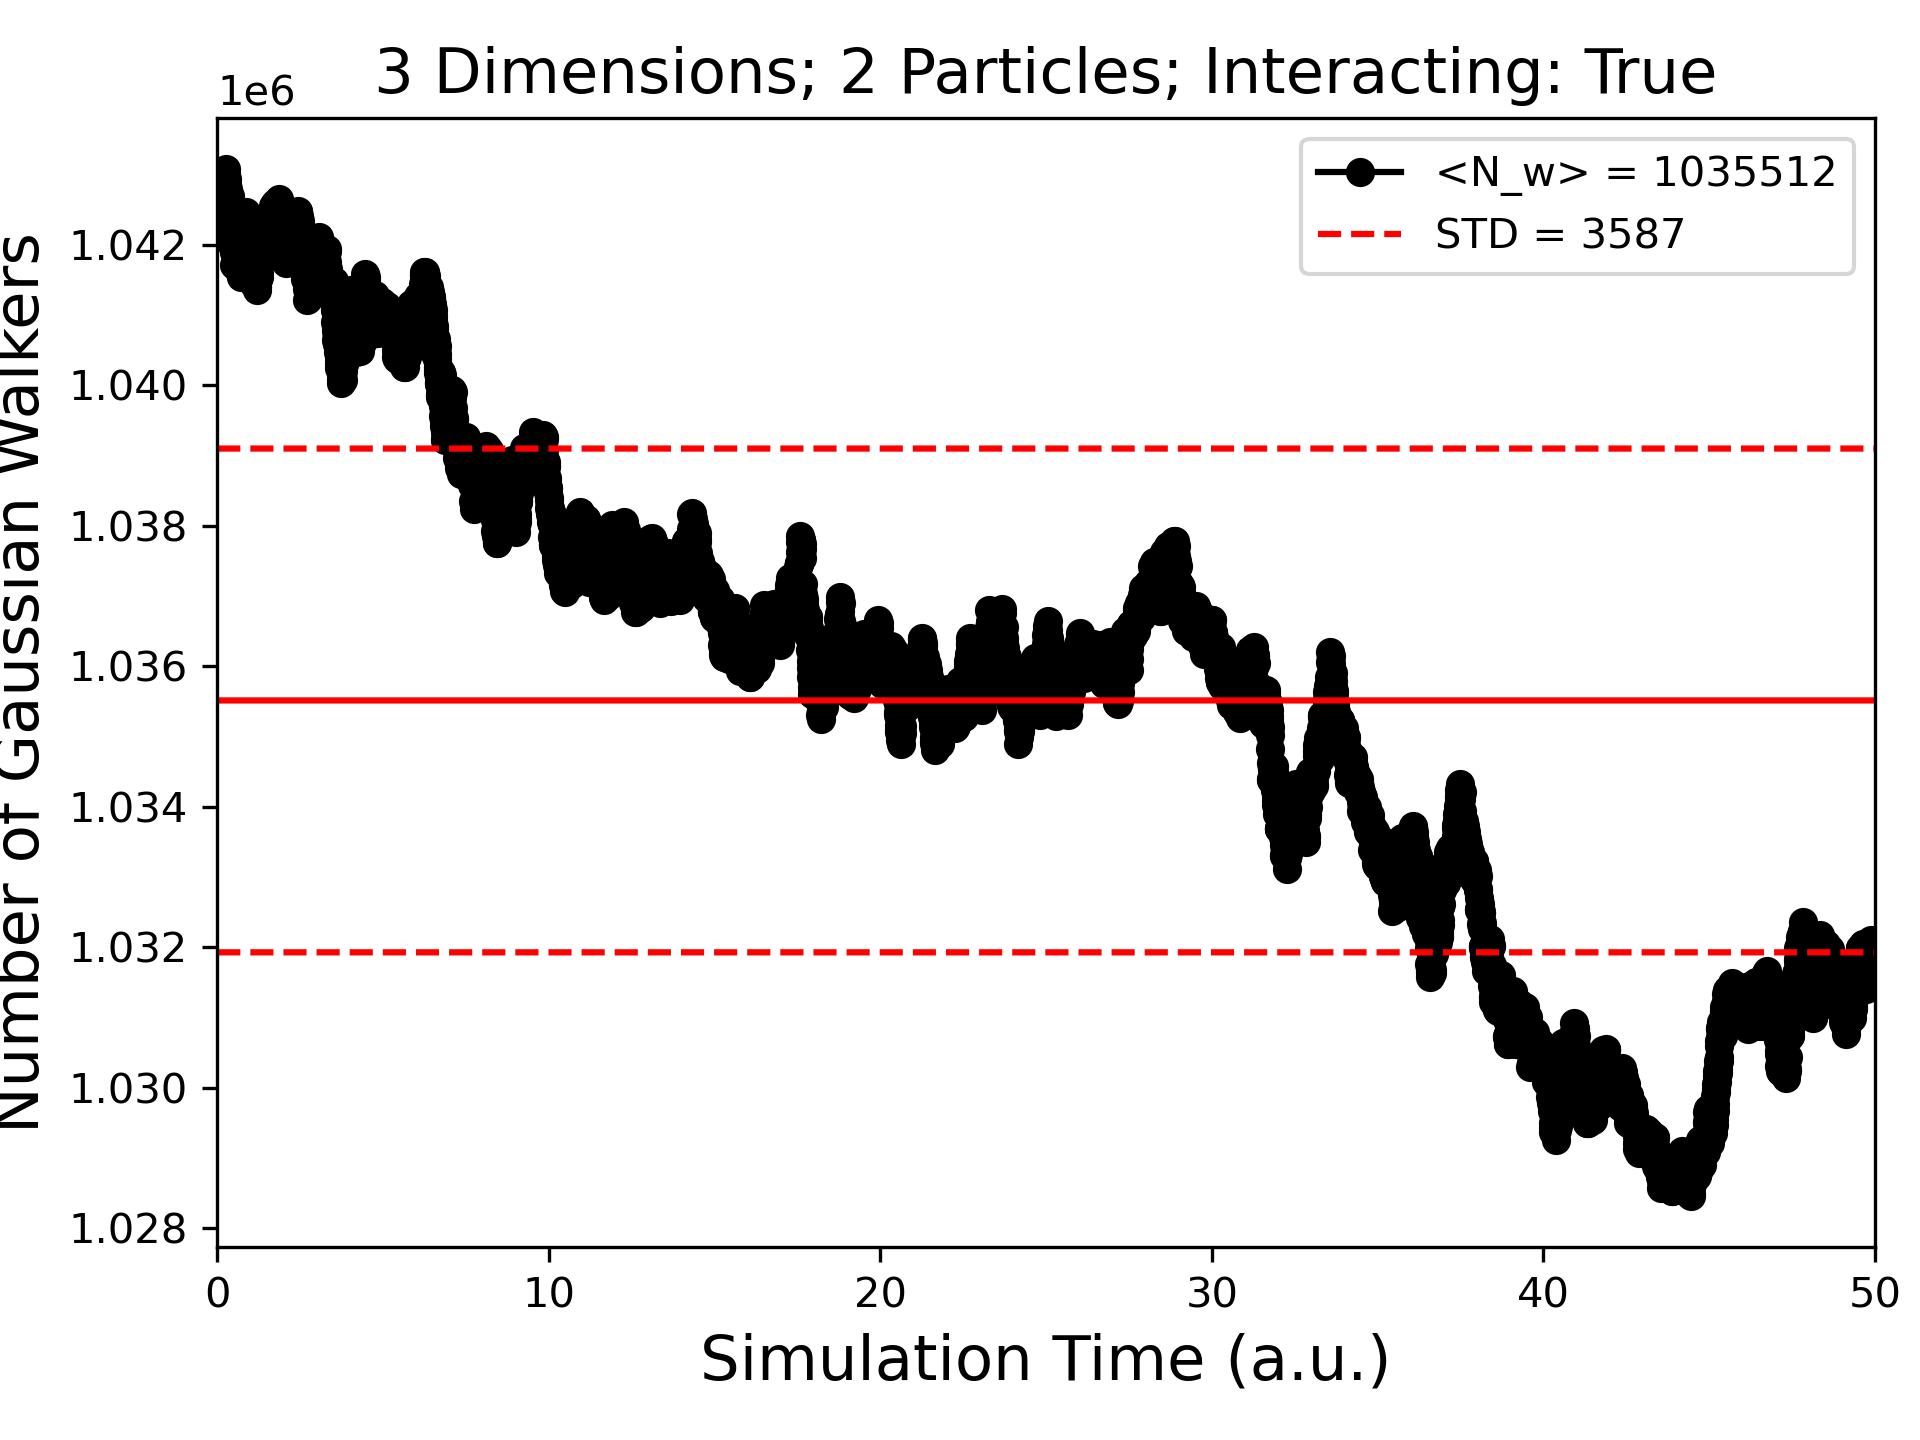 3 Dimensions; 2 Particles; Interacting: True
1e6
<N_w> = 1035512
STD = 3587
Number of Gaussian Walkers
1.042
1.040
1.038
1.036
1.034
1.032
1.030
1.028
0 10 20 30 40 50
Simulation Time (a.u.)